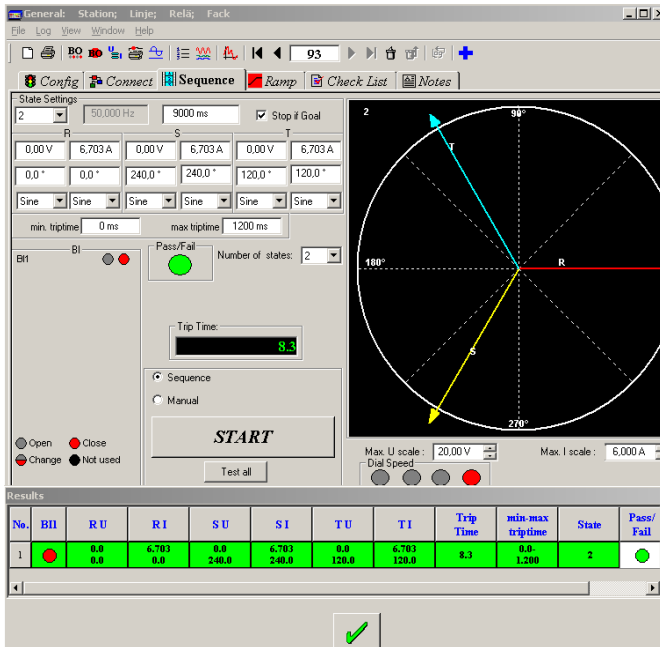 General: Station; Linje; Relä; Fack
File Log View Window Help
BO
93
Config Connect Sequence Ramp Check List Notes
State Settings
2 50,000 Hz 9000 ms Stop if Goal
R S T
0,00 V 6,703 A 0,00 V 6,703 A 0,00 V 6,703 A
0,0 ° 0,0 ° 240,0 ° 240,0 ° 120,0 ° 120,0 °
Sine Sine Sine Sine Sine Sine
min. triptime 0 ms max triptime 1200 ms
BI
BI1
Pass/Fail
Number of states: 2
Trip Time:
8.3
Sequence
Manual
START
Test all
Open Close
Change Not used
2
90°
T
180°
R
S
270°
Max. U scale : 20,00 V Max. I scale : 6,000 A
Dial Speed
Results
No. BI1 R U R I S U S I T U T I Trip Time min-max triptime State Pass/ Fail
1 0.0 0.0 6.703 0.0 0.0 240.0 6.703 240.0 0.0 120.0 6.703 120.0 8.3 0.0- 1.200 2